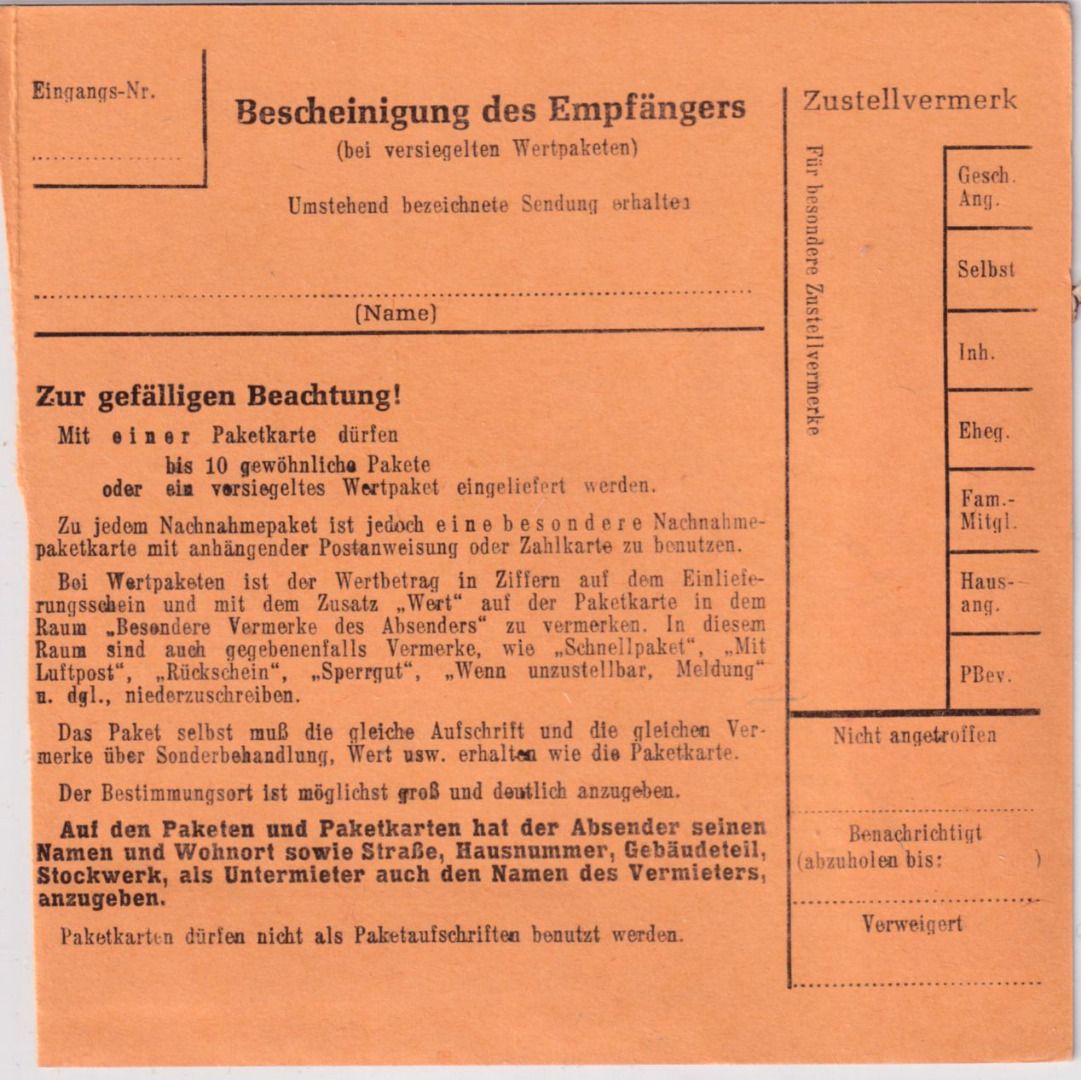 Eingangs-Nr.
Bescheinigung des Empfängers
(bei versiegelten Wertpaketen)
Umstehend bezeichnete Sendung erhalten
(Name)
Zur gefälligen Beachtung!
Mit einer Paketkarte dürfen
bis 10 gewöhnliche Pakete
oder ein versiegeltes Wertpaket eingeliefert werden.
Zu jedem Nachnahmepaket ist jedoch eine besondere Nachnahme-
paketkarte mit anhängender Postanweisung oder Zahlkarte zu benutzen.
Bei Wertpaketen ist der Wertbetrag in Ziffern auf dem Einliefe-
rungsschein und mit dem Zusatz „Wert“ auf der Paketkarte in dem
Raum „Besondere Vermerke des Absenders“ zu vermerken. In diesem
Raum sind auch gegebenenfalls Vermerke, wie „Schnellpaket“, „Mit
Luftpost“, „Rückschein“, „Sperrgut“, „Wenn unzustellbar, Meldung“
u. dgl., niederzuschreiben.
Das Paket selbst muß die gleiche Aufschrift und die gleichen Ver-
merke über Sonderbehandlung, Wert usw. erhalten wie die Paketkarte.
Der Bestimmungsort ist möglichst groß und deutlich anzugeben.
Auf den Paketen und Paketkarten hat der Absender seinen
Namen und Wohnort sowie Straße, Hausnummer, Gebäudeteil,
Stockwerk, als Untermieter auch den Namen des Vermieters,
anzugeben.
Paketkarten dürfen nicht als Paketaufschriften benutzt werden.
Zustellvermerk
Für besondere Zustellvermerke
Gesch.
Ang.
Selbst
Inh.
Eheg.
Fam.-
Mitgl.
Haus-
ang.
PBev.
Nicht angetroffen
Benachrichtigt
(abzuholen bis: )
Verweigert